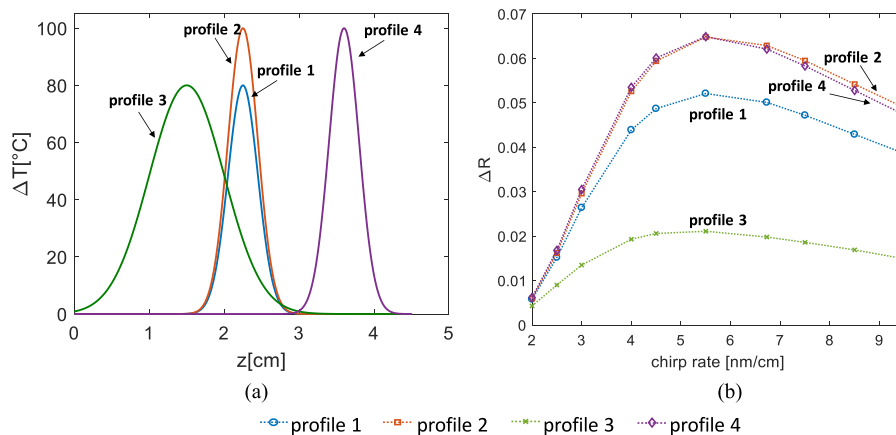 100
80
60
40
20
0
0
1
2
3
4
5
ΔT[°C]
z[cm]
profile 2
profile 4
profile 1
profile 3
(a)
0.07
0.06
0.05
0.04
0.03
0.02
0.01
0
2
3
4
5
6
7
8
9
ΔR
chirp rate [nm/cm]
profile 2
profile 4
profile 1
profile 3
(b)
profile 1 profile 2 profile 3 profile 4